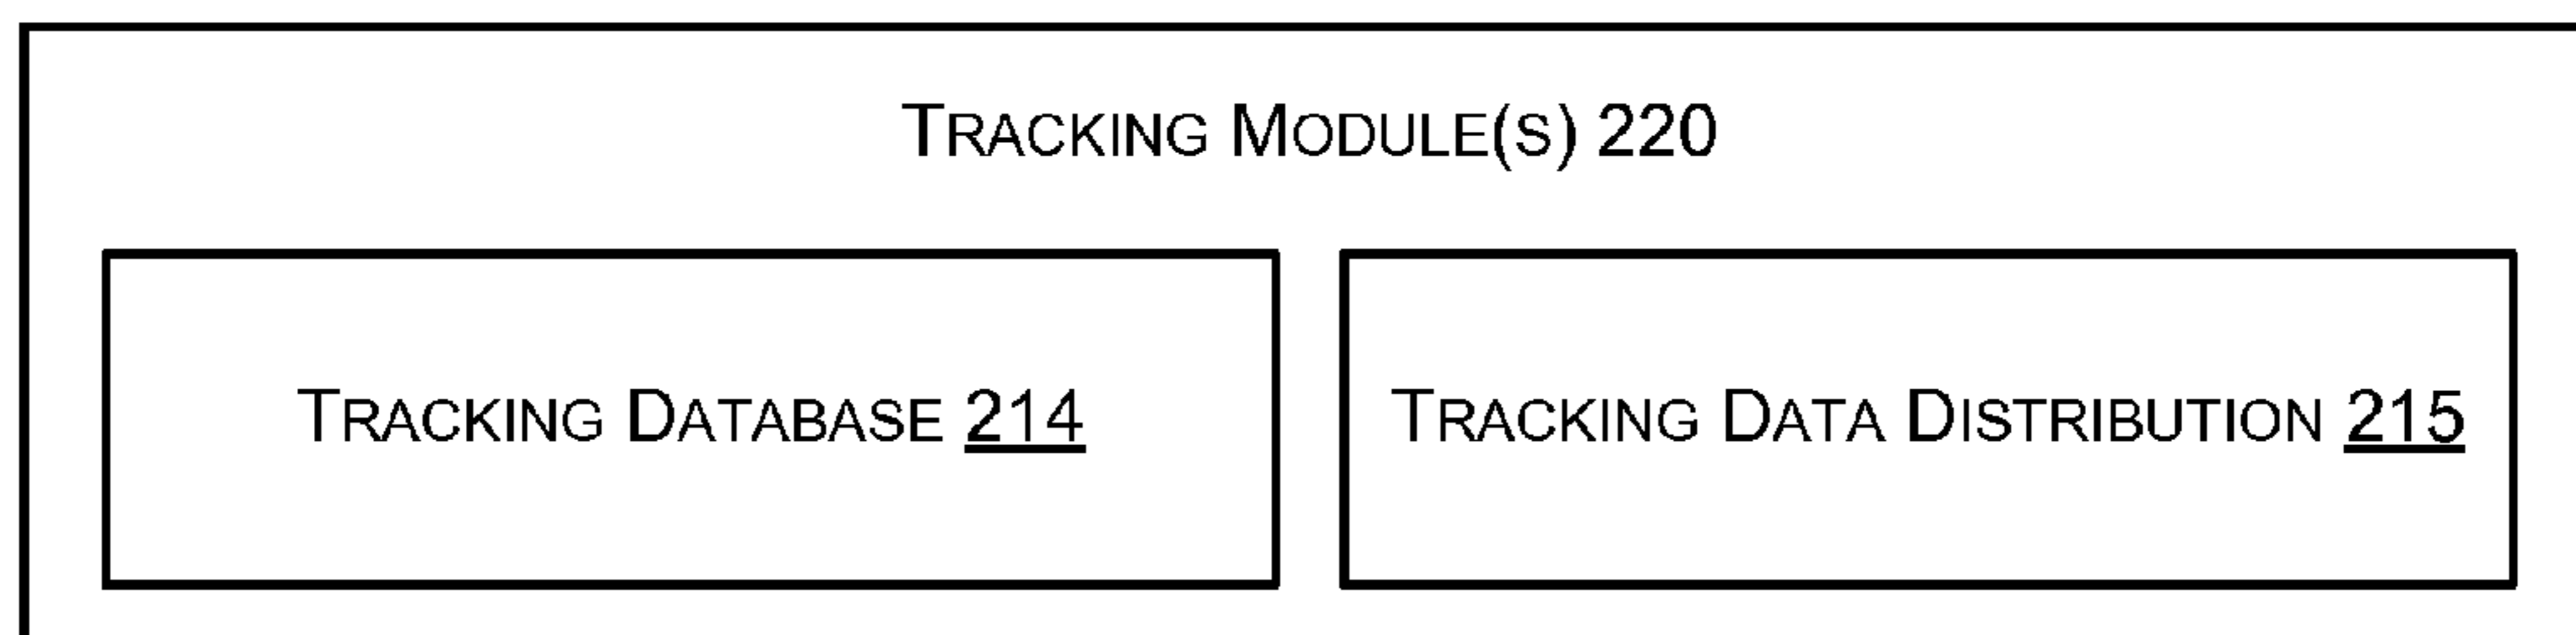 Tracking Module(s) 220
Tracking Database 214
Tracking Data Distribution 215